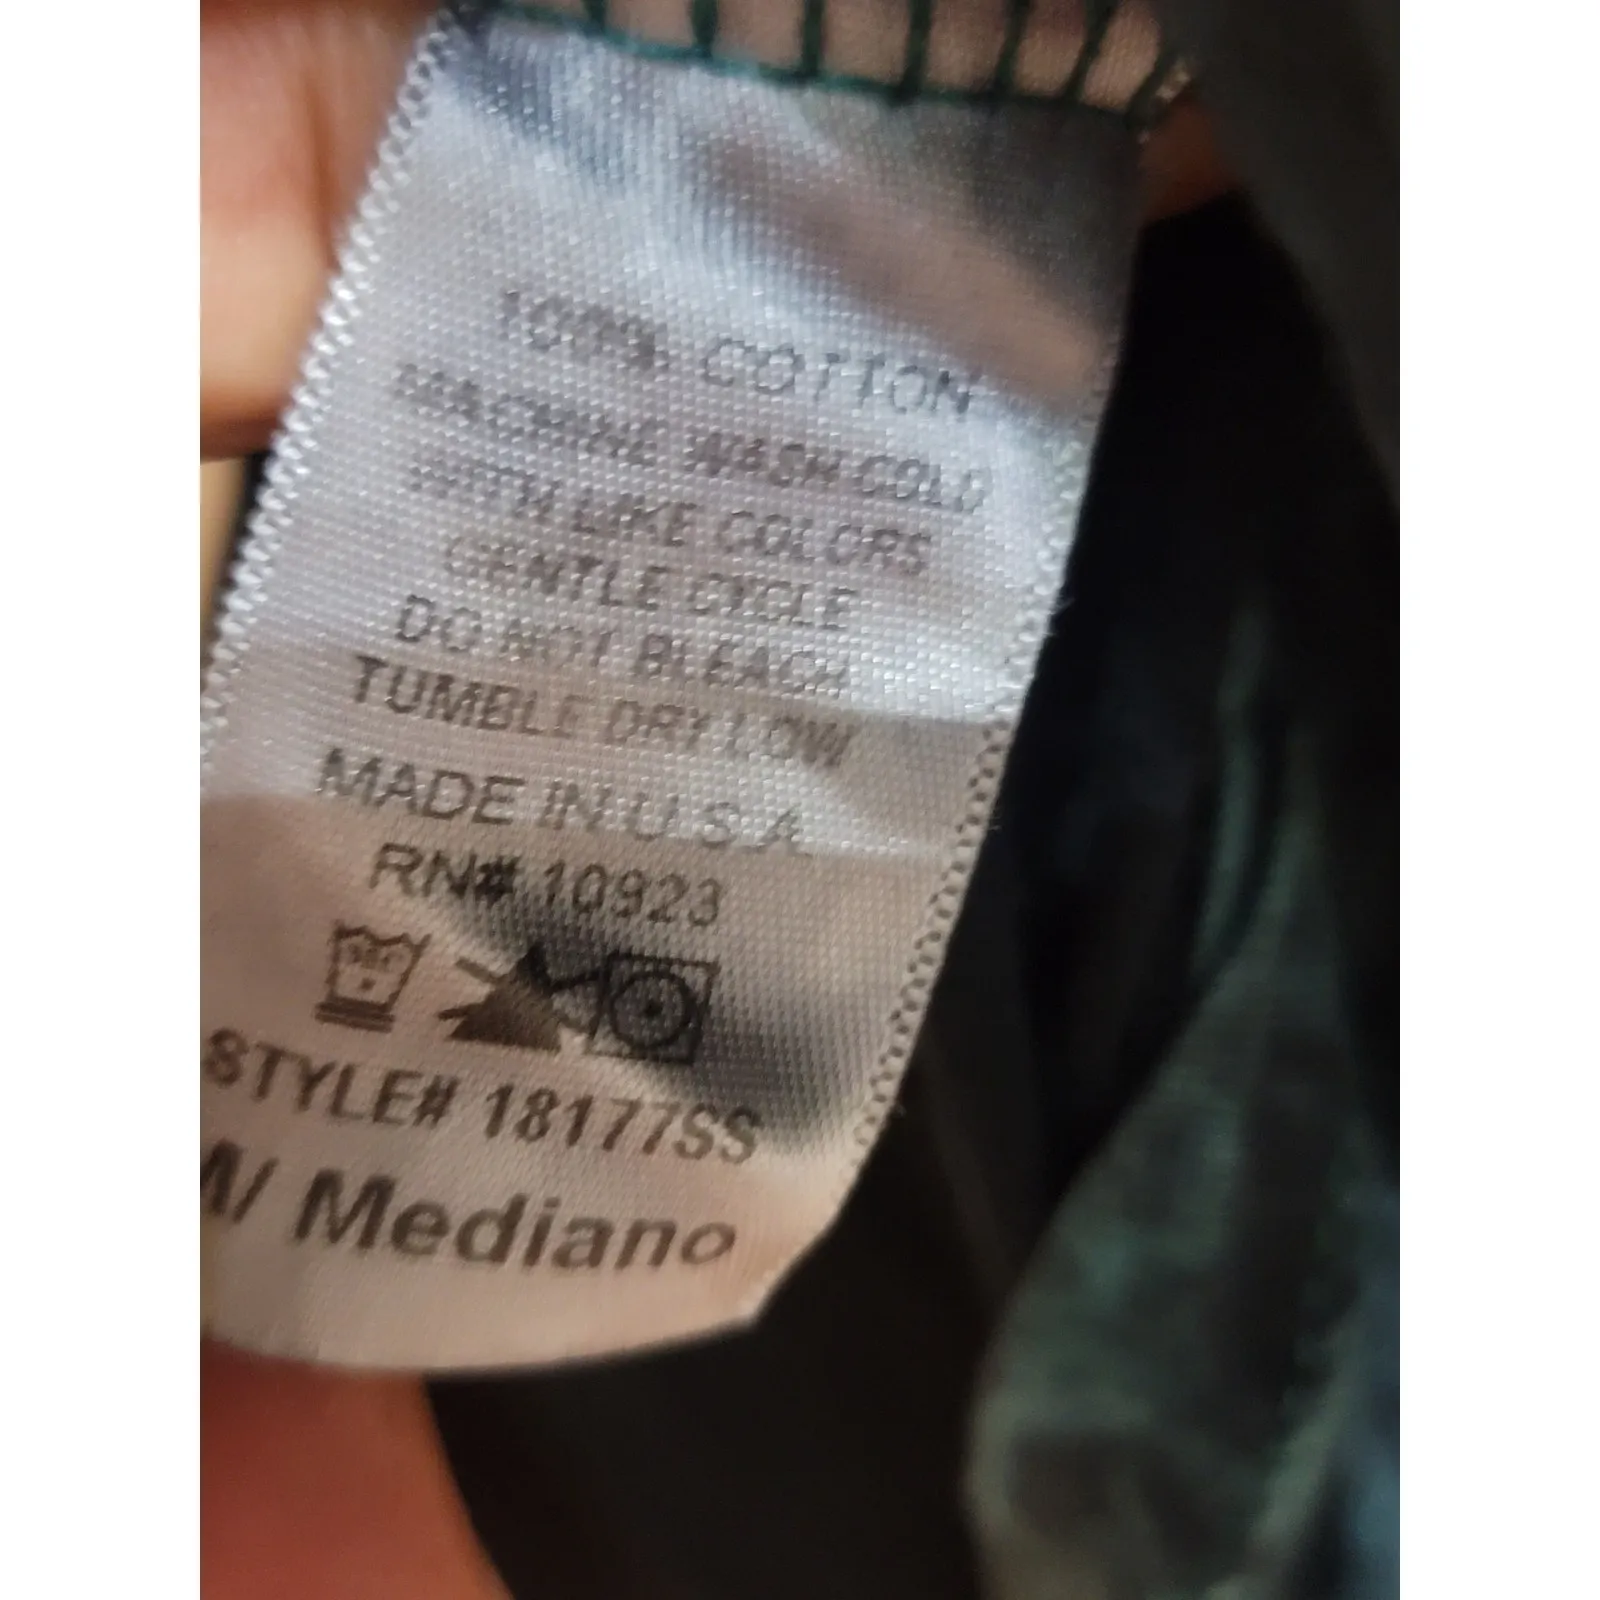 100% COTTON
MACHINE WASH COLD
WITH LIKE COLORS
GENTLE CYCLE
DO NOT BLEACH
TUMBLE DRY LOW
MADE IN U.S.A.
RN# 10923
STYLE# 18177SS
M/ Mediano